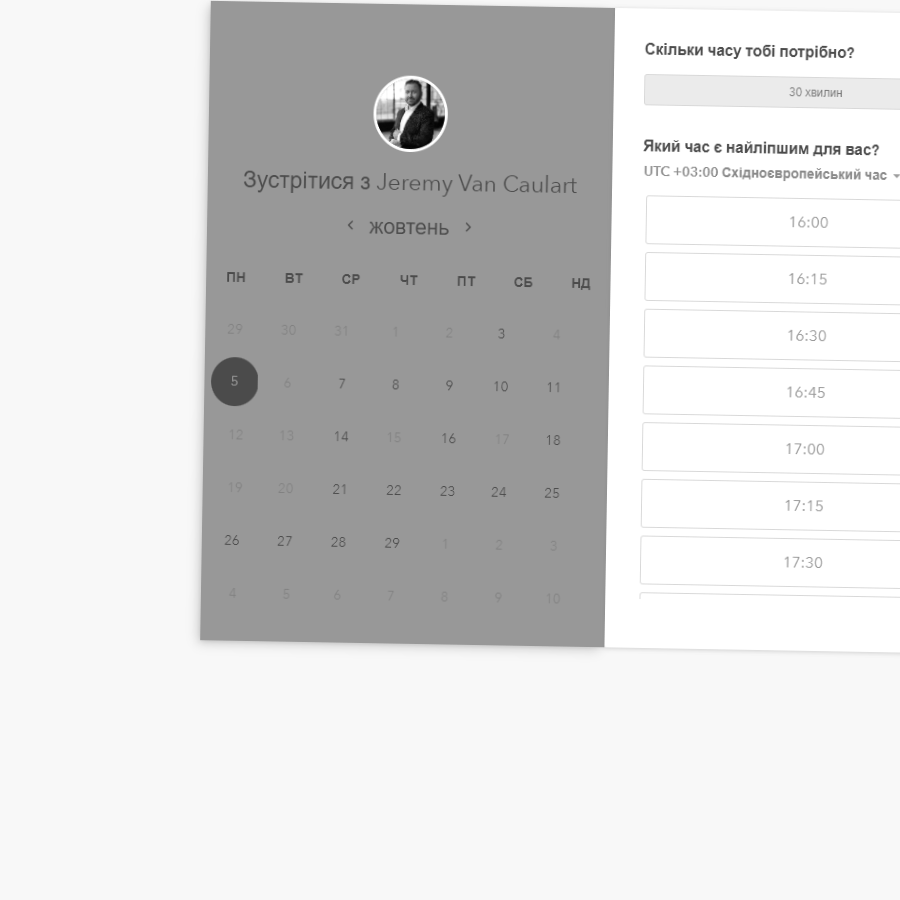 Зустрітися з Jeremy Van Caulart
‹ жовтень ›
ПН ВТ СР ЧТ ПТ СБ НД
29 30 31 1 2 3 4
5 6 7 8 9 10 11
12 13 14 15 16 17 18
19 20 21 22 23 24 25
26 27 28 29 1 2 3
4 5 6 7 8 9 10
Скільки часу тобі потрібно?
30 хвилин
Який час є найліпшим для вас?
UTC +03:00 Східноєвропейський час
16:00
16:15
16:30
16:45
17:00
17:15
17:30